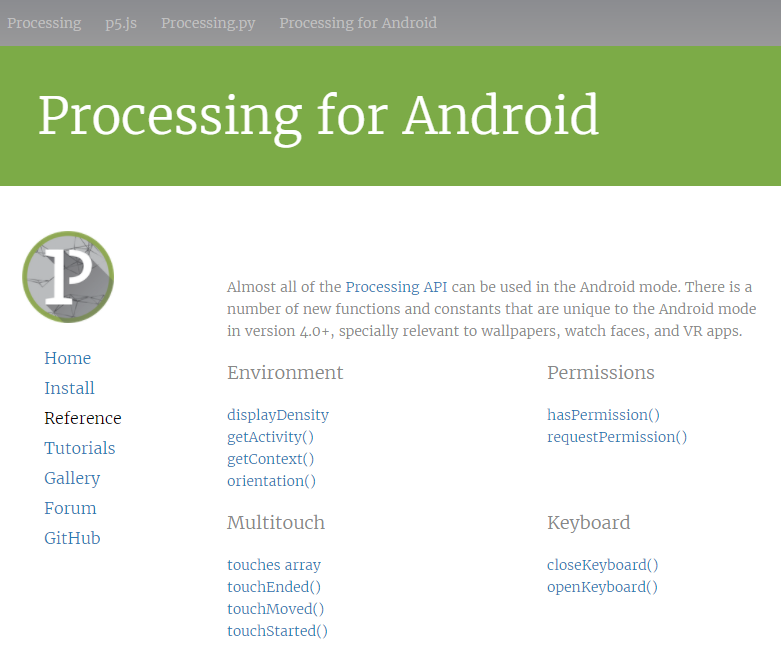 Processing p5.js Processing.py Processing for Android
Processing for Android
P
Home
Install
Reference
Tutorials
Gallery
Forum
GitHub
Almost all of the Processing API can be used in the Android mode. There is a
number of new functions and constants that are unique to the Android mode
in version 4.0+, specially relevant to wallpapers, watch faces, and VR apps.
Environment
displayDensity
getActivity()
getContext()
orientation()
Permissions
hasPermission()
requestPermission()
Multitouch
touches array
touchEnded()
touchMoved()
touchStarted()
Keyboard
closeKeyboard()
openKeyboard()